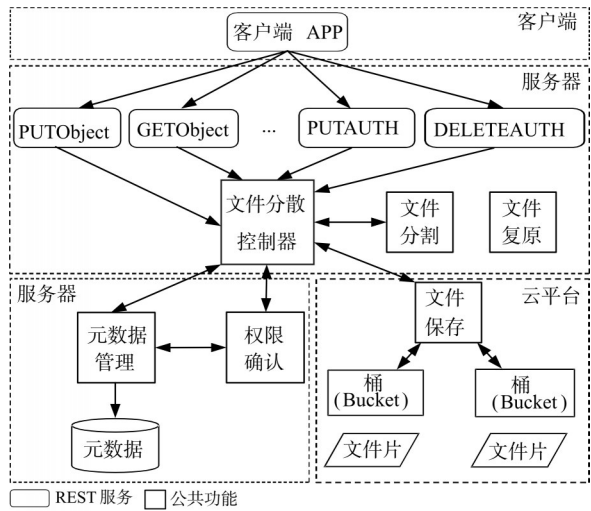 客户端
客户端 APP
服务器
PUTObject
GETObject
...
PUTAUTH
DELETEAUTH
文件分散
控制器
文件
分割
文件
复原
服务器
云平台
元数据
管理
权限
确认
文件
保存
桶
(Bucket)
桶
(Bucket)
元数据
文件片
文件片
REST 服务
公共功能